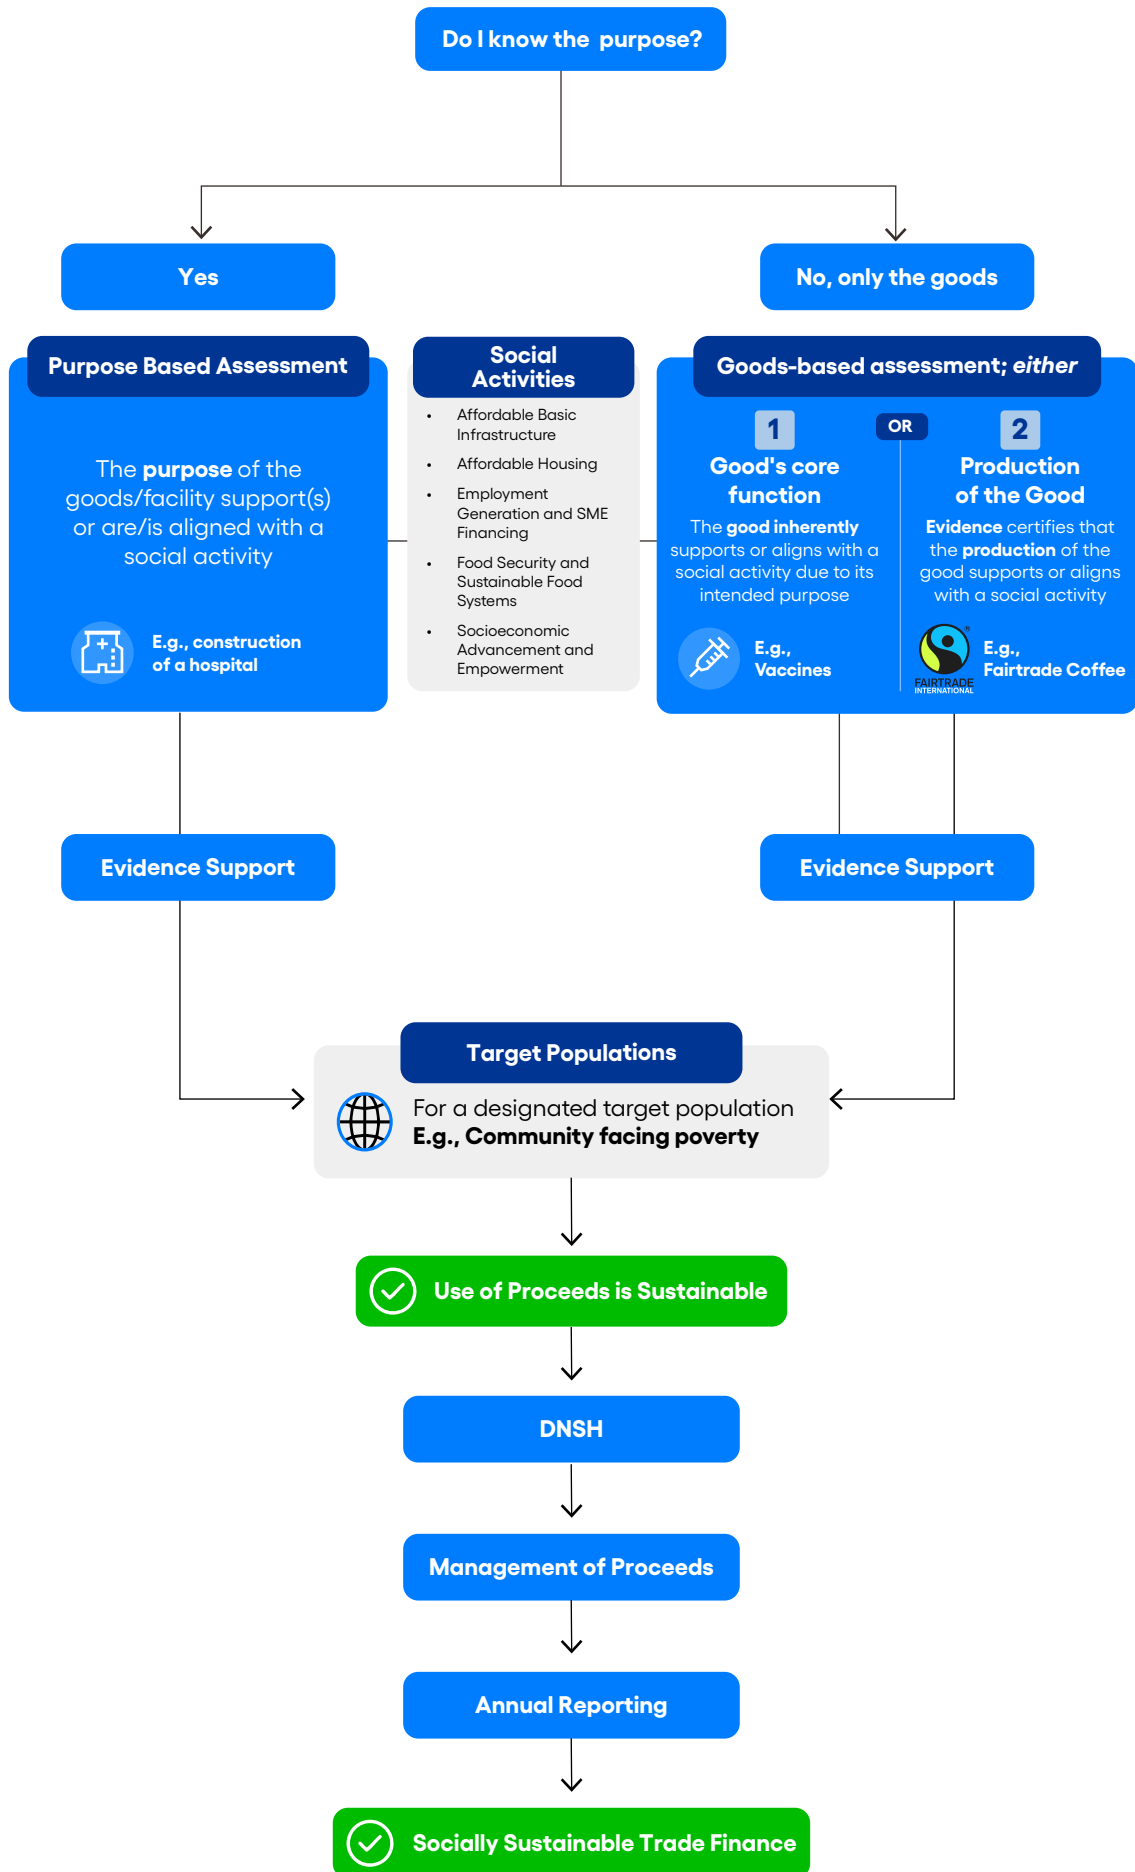 Do I know the purpose?
Yes
No, only the goods
Purpose Based Assessment
The purpose of the
goods/facility support(s)
or are/is aligned with a
social activity
E.g., construction
of a hospital
Social
Activities
• Affordable Basic
Infrastructure
• Affordable Housing
• Employment
Generation and SME
Financing
• Food Security and
Sustainable Food
Systems
• Socioeconomic
Advancement and
Empowerment
Goods-based assessment; either
1
Good's core
function
The good inherently
supports or aligns with a
social activity due to its
intended purpose
E.g.,
Vaccines
OR
2
Production
of the Good
Evidence certifies that
the production of the
good supports or aligns
with a social activity
®
FAIRTRADE
INTERNATIONAL
E.g.,
Fairtrade Coffee
Evidence Support
Evidence Support
Target Populations
For a designated target population
E.g., Community facing poverty
Use of Proceeds is Sustainable
DNSH
Management of Proceeds
Annual Reporting
Socially Sustainable Trade Finance